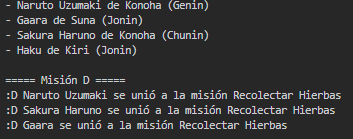 - Naruto Uzumaki de Konoha (Genin)
- Gaara de Suna (Jonin)
- Sakura Haruno de Konoha (Chunin)
- Haku de Kiri (Jonin)
===== Misión D =====
:D Naruto Uzumaki se unió a la misión Recolectar Hierbas
:D Sakura Haruno se unió a la misión Recolectar Hierbas
:D Gaara se unió a la misión Recolectar Hierbas